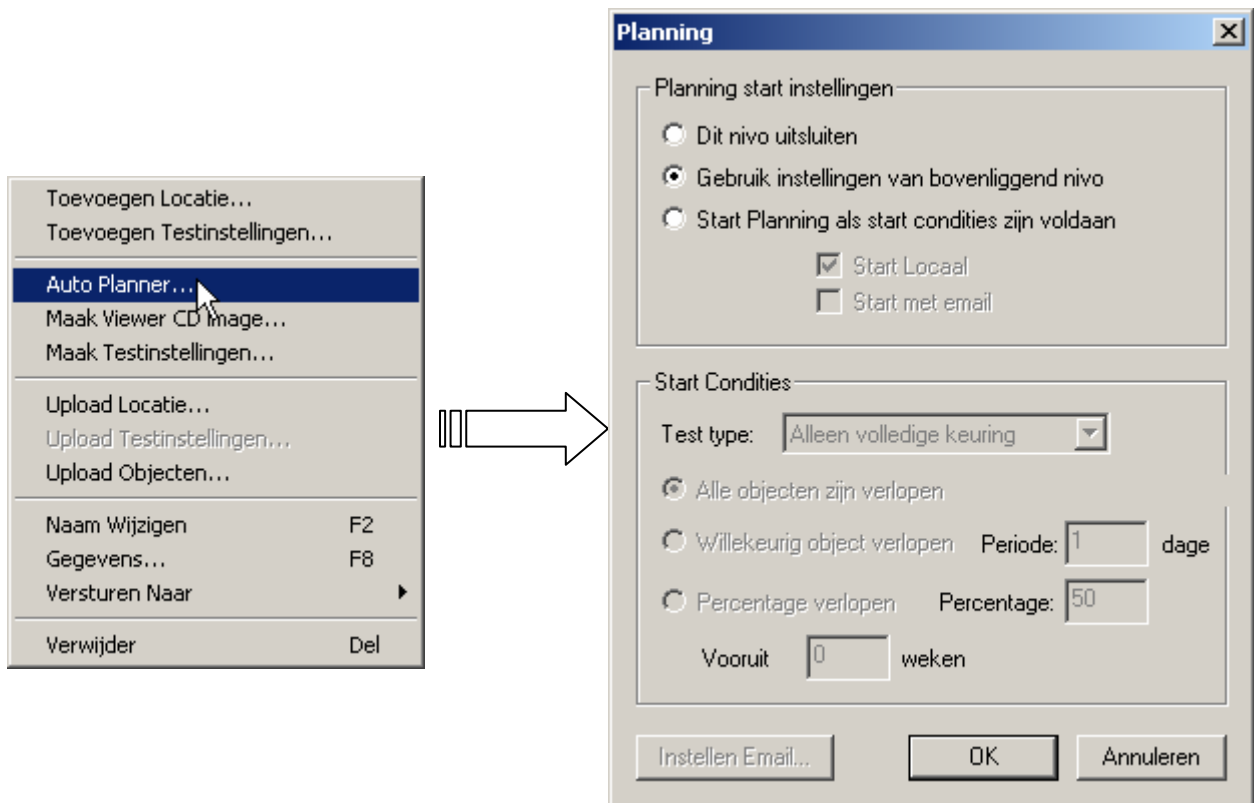 Toevoegen Locatie...
Toevoegen Testinstellingen...
Auto Planner...
Maak Viewer CD Image...
Maak Testinstellingen...
Upload Locatie...
Upload Testinstellingen...
Upload Objecten...
Naam Wijzigen F2
Gegevens... F8
Versturen Naar
Verwijder Del
Planning
Planning start instellingen
Dit nivo uitsluiten
Gebruik instellingen van bovenliggend nivo
Start Planning als start condities zijn voldaan
Start Locaal
Start met email
Start Condities
Test type: Alleen volledige keuring
Alle objecten zijn verlopen
Willekeurig object verlopen Periode: 1 dage
Percentage verlopen Percentage: 50
Vooruit 0 weken
Instellen Email... OK Annuleren